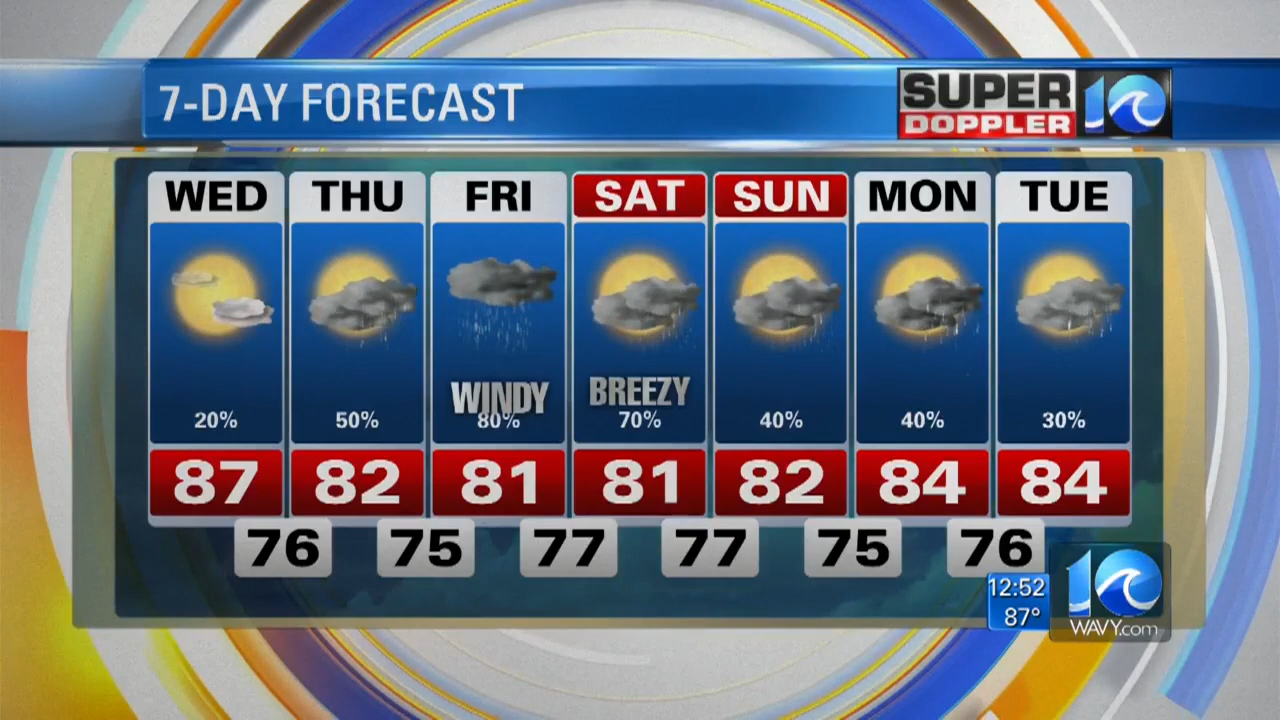 7-DAY FORECAST
SUPER
DOPPLER
10
WED THU FRI SAT SUN MON TUE
WINDY BREEZY
20% 50% 80% 70% 40% 40% 30%
87 82 81 81 82 84 84
76 75 77 77 75 76
12:52
87°
10
WAVY.com